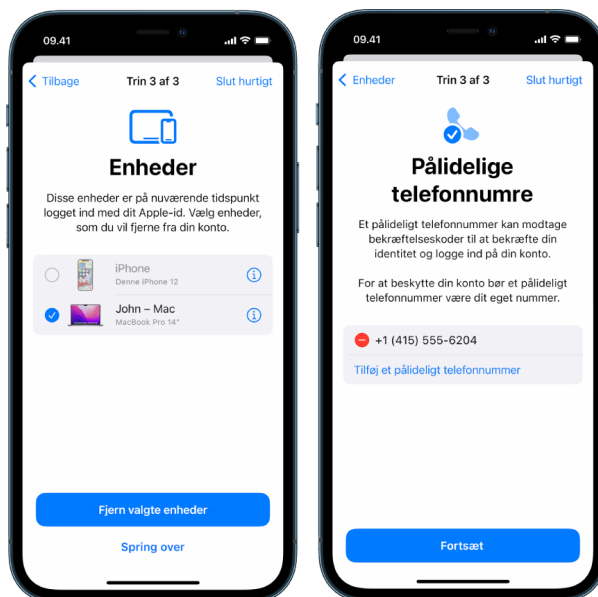 09.41
Tilbage
Trin 3 af 3
Slut hurtigt
Enheder
Disse enheder er på nuværende tidspunkt
logget ind med dit Apple-id. Vælg enheder,
som du vil fjerne fra din konto.
iPhone
Denne iPhone 12
John – Mac
MacBook Pro 14"
Fjern valgte enheder
Spring over
09.41
Enheder
Trin 3 af 3
Slut hurtigt
Pålidelige
telefonnumre
Et pålideligt telefonnummer kan modtage
bekræftelseskoder til at bekræfte din
identitet og logge ind på din konto.
For at beskytte din konto bør et pålideligt
telefonnummer være dit eget nummer.
+1 (415) 555-6204
Tilføj et pålideligt telefonnummer
Fortsæt